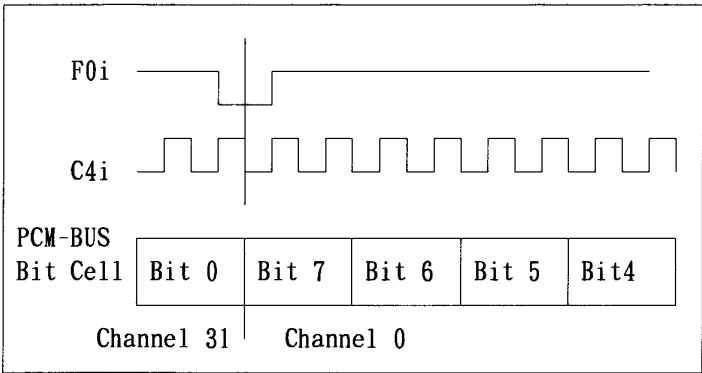 F0i
C4i
PCM-BUS
Bit Cell Bit 0 Bit 7 Bit 6 Bit 5 Bit4
Channel 31 Channel 0